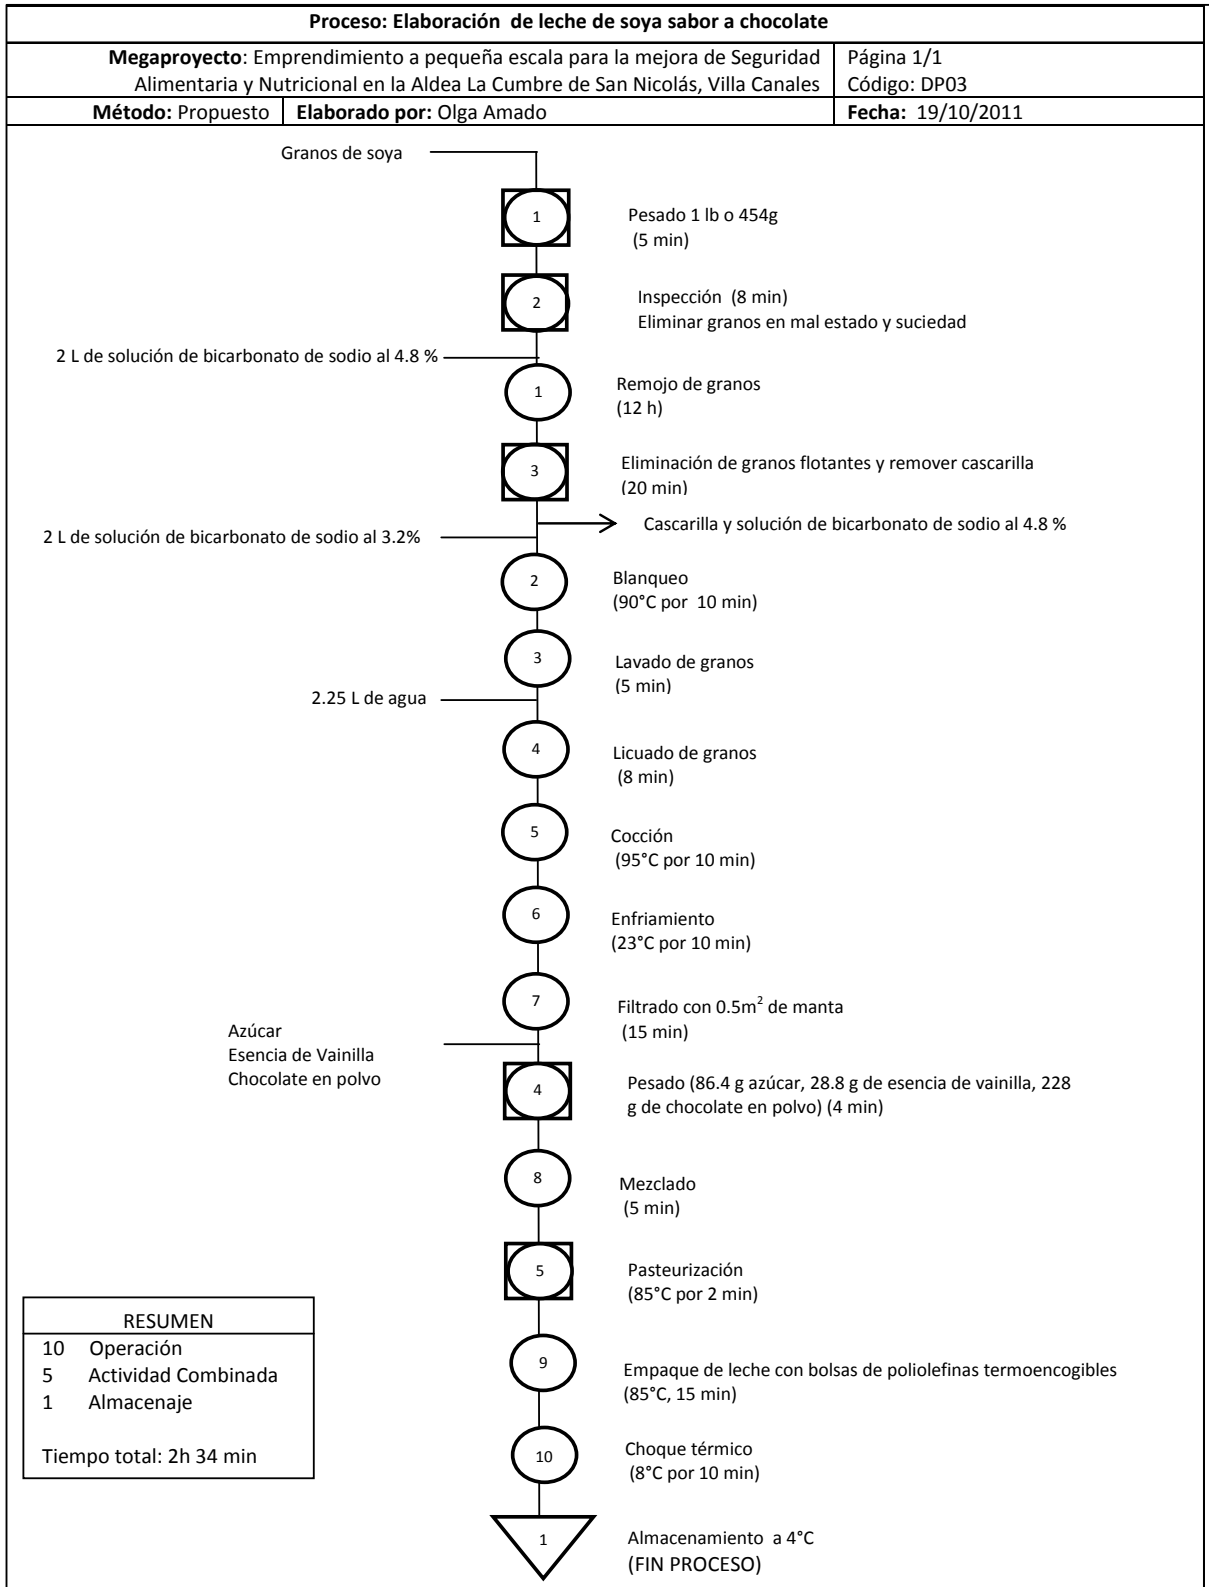 Proceso: Elaboración de leche de soya sabor a chocolate
Megaproyecto: Emprendimiento a pequeña escala para la mejora de Seguridad
Alimentaria y Nutricional en la Aldea La Cumbre de San Nicolás, Villa Canales
Página 1/1
Código: DP03
Método: Propuesto
Elaborado por: Olga Amado
Fecha: 19/10/2011
Granos de soya
1
Pesado 1 lb o 454g
(5 min)
2
Inspección (8 min)
Eliminar granos en mal estado y suciedad
2 L de solución de bicarbonato de sodio al 4.8 %
1
Remojo de granos
(12 h)
3
Eliminación de granos flotantes y remover cascarilla
(20 min)
Cascarilla y solución de bicarbonato de sodio al 4.8 %
2 L de solución de bicarbonato de sodio al 3.2%
2
Blanqueo
(90°C por 10 min)
3
Lavado de granos
(5 min)
2.25 L de agua
4
Licuado de granos
(8 min)
5
Cocción
(95°C por 10 min)
6
Enfriamiento
(23°C por 10 min)
7
Filtrado con 0.5m² de manta
(15 min)
Azúcar
Esencia de Vainilla
Chocolate en polvo
4
Pesado (86.4 g azúcar, 28.8 g de esencia de vainilla, 228
g de chocolate en polvo) (4 min)
8
Mezclado
(5 min)
5
Pasteurización
(85°C por 2 min)
9
Empaque de leche con bolsas de poliolefinas termoencogibles
(85°C, 15 min)
10
Choque térmico
(8°C por 10 min)
1
Almacenamiento a 4°C
(FIN PROCESO)
RESUMEN
10 Operación
5 Actividad Combinada
1 Almacenaje
Tiempo total: 2h 34 min